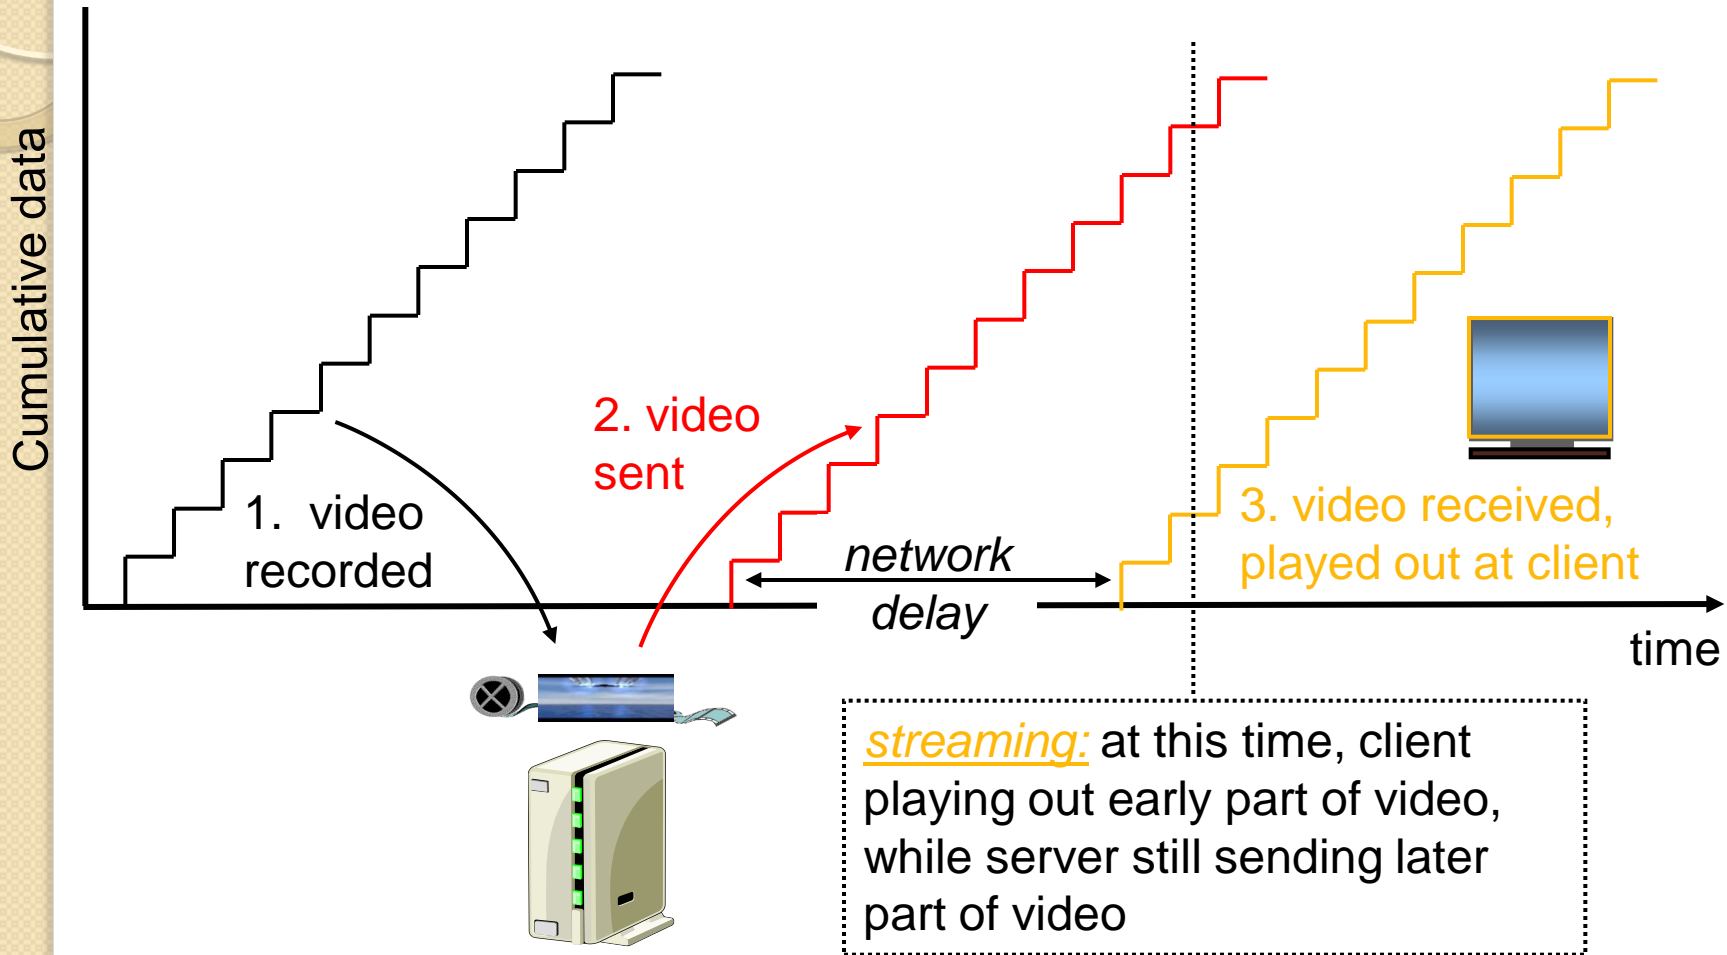 Cumulative data
1. video
recorded
2. video
sent
network
delay
3. video received,
played out at client
time
streaming: at this time, client
playing out early part of video,
while server still sending later
part of video